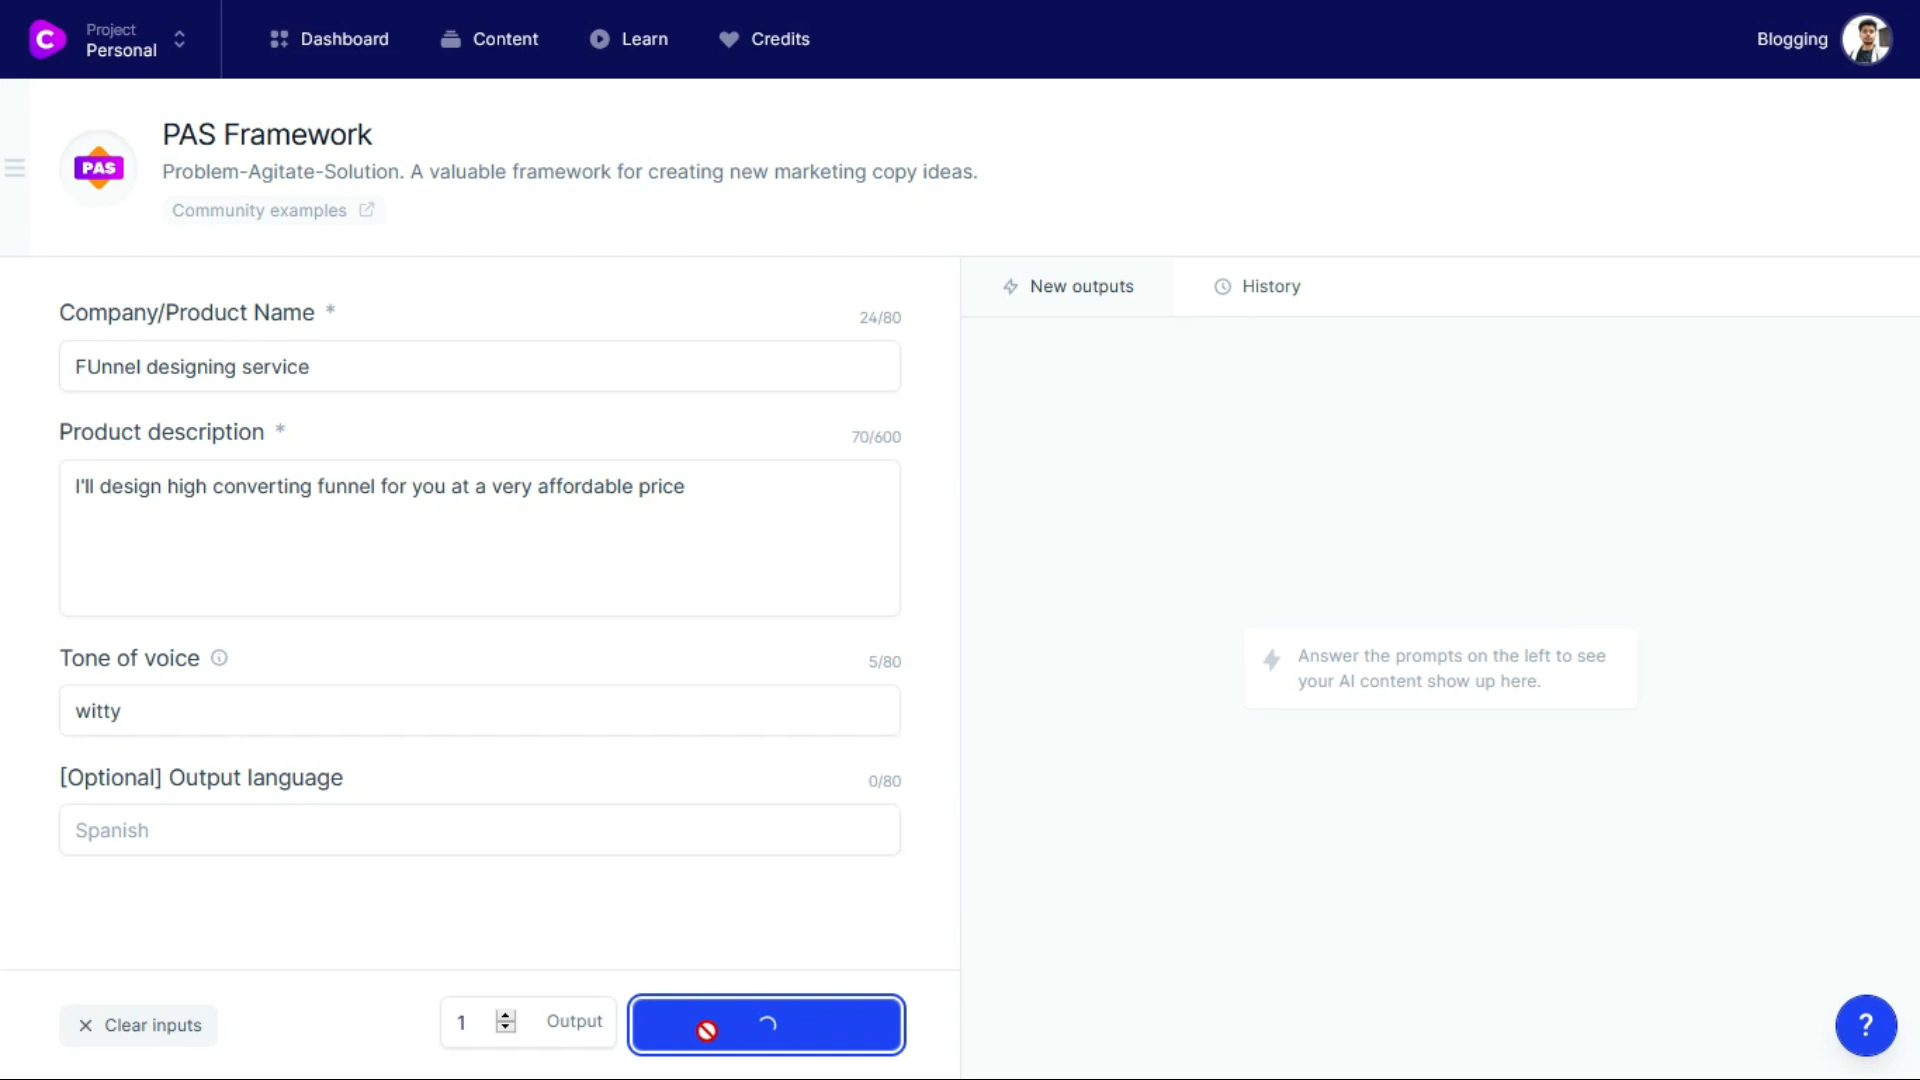 C
Project
Personal
Dashboard
Content
Learn
Credits
Blogging
PAS
PAS Framework
Problem-Agitate-Solution. A valuable framework for creating new marketing copy ideas.
Community examples
Company/Product Name *
24/80
FUnnel designing service
Product description *
70/600
I'll design high converting funnel for you at a very affordable price
Tone of voice
5/80
witty
[Optional] Output language
0/80
Spanish
Clear inputs
1
Output
New outputs
History
Answer the prompts on the left to see
your AI content show up here.
?